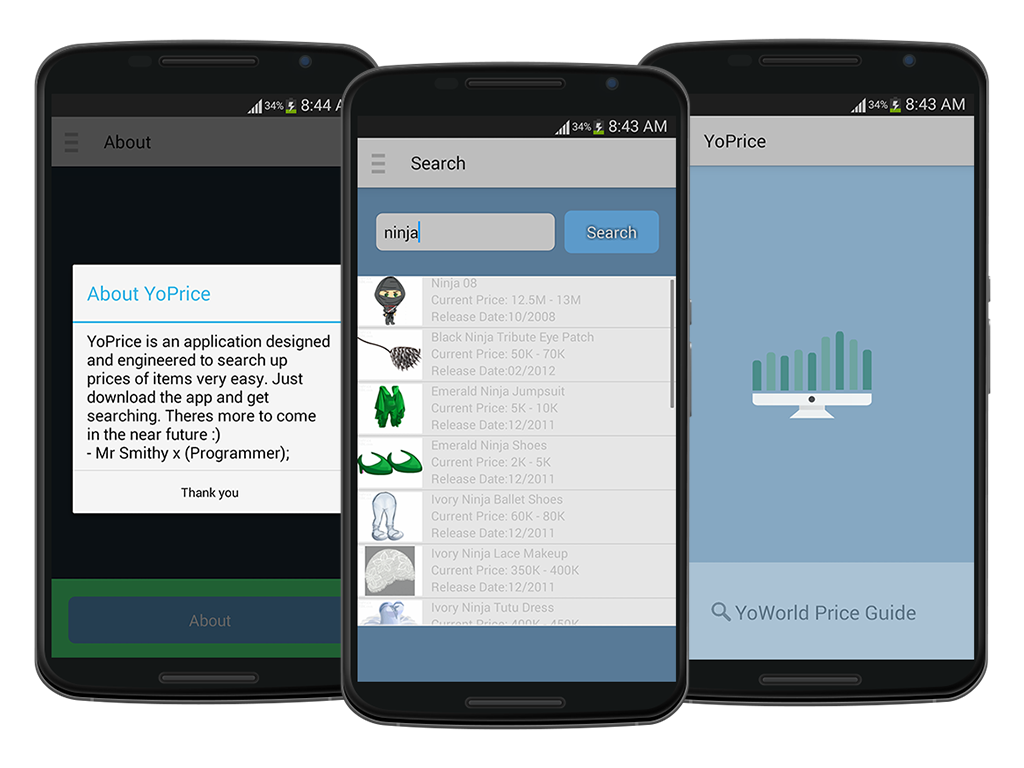 34% 8:44 A
About
About YoPrice
YoPrice is an application designed
and engineered to search up
prices of items very easy. Just
download the app and get
searching. Theres more to come
in the near future :)
- Mr Smithy x (Programmer);
Thank you
About
34% 8:43 AM
Search
ninja
Search
Ninja 08
Current Price: 12.5M - 13M
Release Date:10/2008
Black Ninja Tribute Eye Patch
Current Price: 50K - 70K
Release Date:02/2012
Emerald Ninja Jumpsuit
Current Price: 5K - 10K
Release Date:12/2011
Emerald Ninja Shoes
Current Price: 2K - 5K
Release Date:12/2011
Ivory Ninja Ballet Shoes
Current Price: 60K - 80K
Release Date:12/2011
Ivory Ninja Lace Makeup
Current Price: 350K - 400K
Release Date:12/2011
Ivory Ninja Tutu Dress
Current Price: 400K - 450K
34% 8:43 AM
YoPrice
YoWorld Price Guide